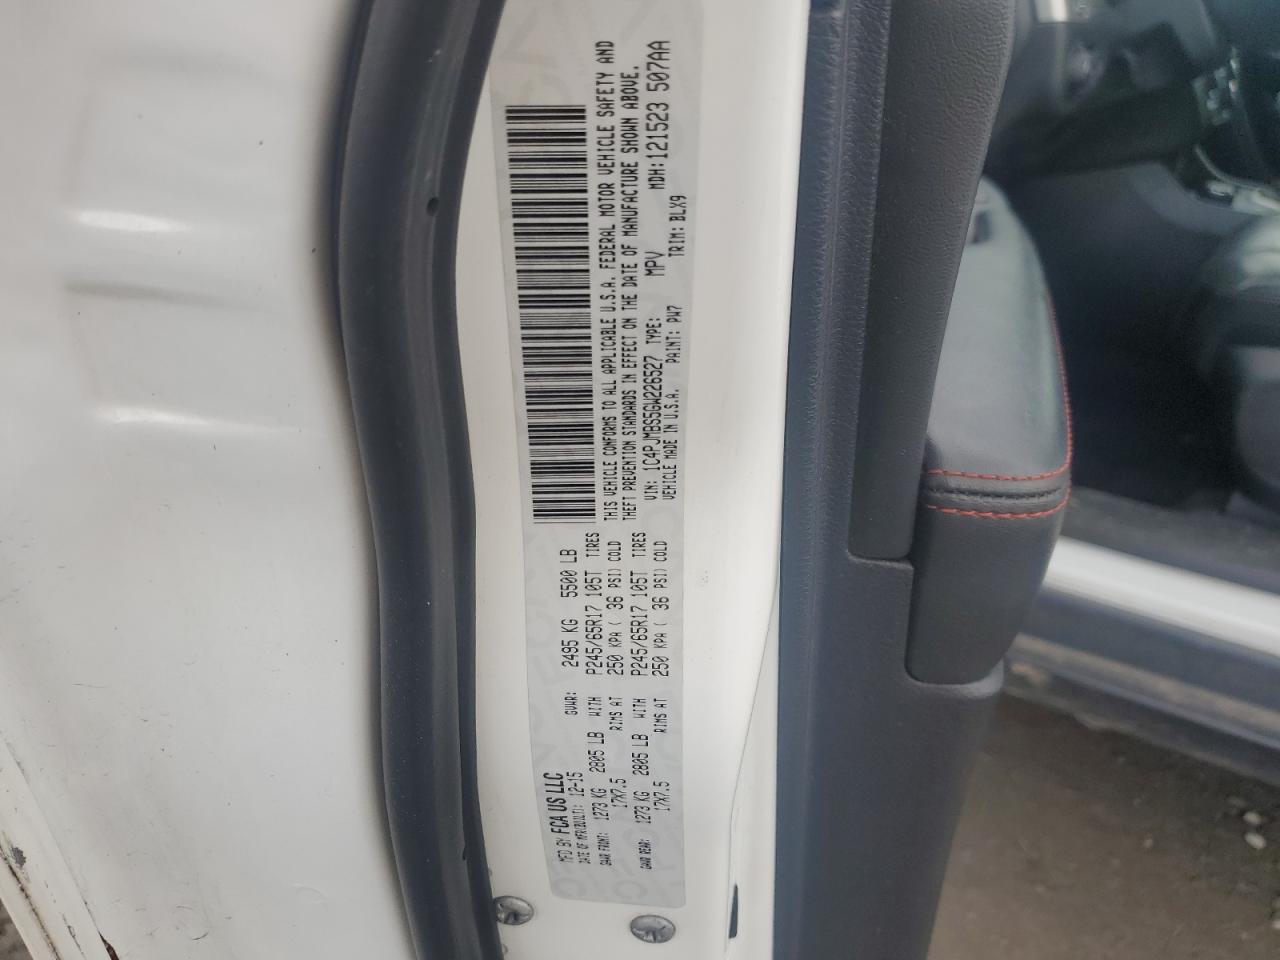 MFD BY FCA US LLC
DATE OF MFR(BUILT): 12-15 GVWR: 2495 KG 5500 LB
GAWR FRONT: 1273 KG 2805 LB WITH P245/65R17 105T TIRES
17X7.5 RIMS AT 250 KPA ( 36 PSI) COLD
GAWR REAR: 1273 KG 2805 LB WITH P245/65R17 105T TIRES
17X7.5 RIMS AT 250 KPA ( 36 PSI) COLD
THIS VEHICLE CONFORMS TO ALL APPLICABLE U.S.A. FEDERAL MOTOR VEHICLE SAFETY AND
THEFT PREVENTION STANDARDS IN EFFECT ON THE DATE OF MANUFACTURE SHOWN ABOVE.
VIN: 1C4PJMBS5GW226527 TYPE: MPV MDH:121523 507AA
VEHICLE MADE IN U.S.A. PAINT: PW7 TRIM: BLX9